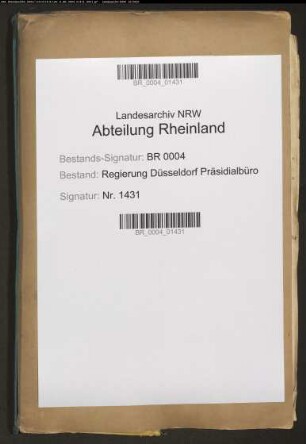 BR_0004_01431
Landesarchiv NRW
Abteilung Rheinland
Bestands-Signatur: BR 0004
Bestand: Regierung Düsseldorf Präsidialbüro
Signatur: Nr. 1431
BR_0004_01431